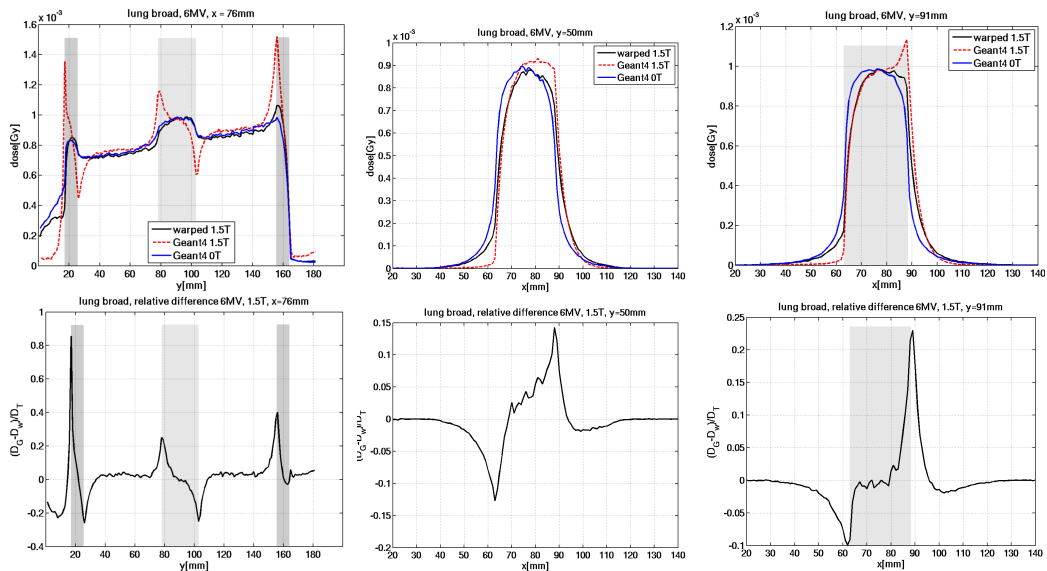 lung broad, 6MV, x = 76mm
x 10⁻³
1.6
1.4
1.2
1
0.8
0.6
0.4
0.2
0
dose[Gy]
warped 1.5T
Geant4 1.5T
Geant4 0T
20 40 60 80 100 120 140 160 180
y[mm]
lung broad, 6MV, y=50mm
x 10⁻³
1
0.9
0.8
0.7
0.6
0.5
0.4
0.3
0.2
0.1
0
dose[Gy]
warped 1.5T
Geant4 1.5T
Geant4 0T
20 30 40 50 60 70 80 90 100 110 120 130 140
x[mm]
lung broad, 6MV, y=91mm
x 10⁻³
1.2
1
0.8
0.6
0.4
0.2
0
dose[Gy]
warped 1.5T
Geant4 1.5T
Geant4 0T
20 30 40 50 60 70 80 90 100 110 120 130 140
x[mm]
lung broad, relative difference 6MV, 1.5T, x=76mm
1
0.8
0.6
0.4
0.2
0
-0.2
-0.4
(D_G-D_w)/D_T
20 40 60 80 100 120 140 160 180
y[mm]
lung broad, relative difference 6MV, 1.5T, y=50mm
0.15
0.1
0.05
0
-0.05
-0.1
-0.15
-0.2
(D_G-D_w)/D_T
20 30 40 50 60 70 80 90 100 110 120 130 140
x[mm]
lung broad, relative difference 6MV, 1.5T, y=91mm
0.25
0.2
0.15
0.1
0.05
0
-0.05
-0.1
(D_G-D_w)/D_T
20 30 40 50 60 70 80 90 100 110 120 130 140
x[mm]